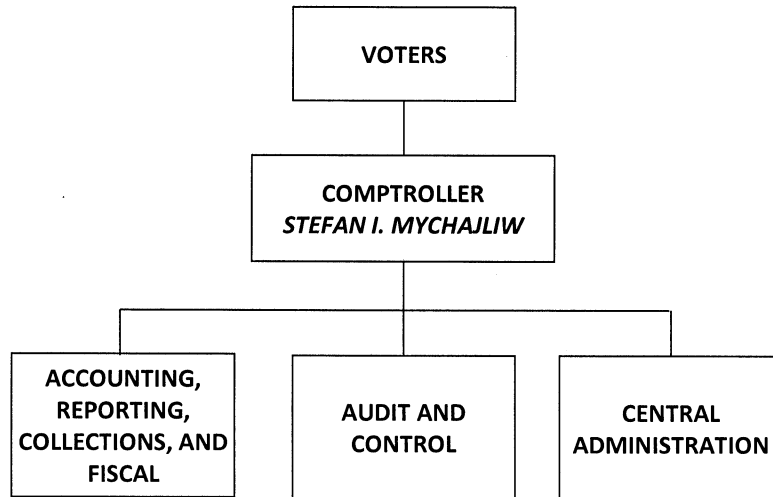 VOTERS
COMPTROLLER
STEFAN I. MYCHAJLIW
ACCOUNTING,
REPORTING,
COLLECTIONS, AND
FISCAL
AUDIT AND
CONTROL
CENTRAL
ADMINISTRATION